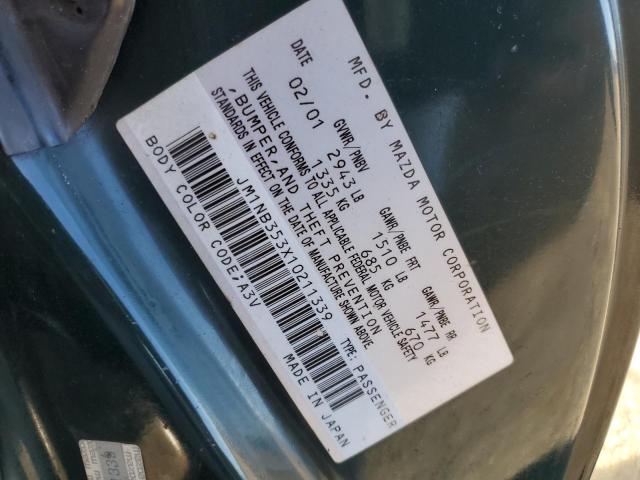 MFD. BY MAZDA MOTOR CORPORATION
DATE GVWR/PNBV GAWR/PNBE FRT GAWR/PNBE RR
02/01 2943 LB 1510 LB 1477 LB
1335 KG 685 KG 670 KG
THIS VEHICLE CONFORMS TO ALL APPLICABLE FEDERAL MOTOR VEHICLE SAFETY
,BUMPER,AND THEFT PREVENTION
STANDARDS IN EFFECT ON THE DATE OF MANUFACTURE SHOWN ABOVE
JM1NB353X10211339 TYPE: PASSENGER
BODY COLOR CODE:A3V MADE IN JAPAN